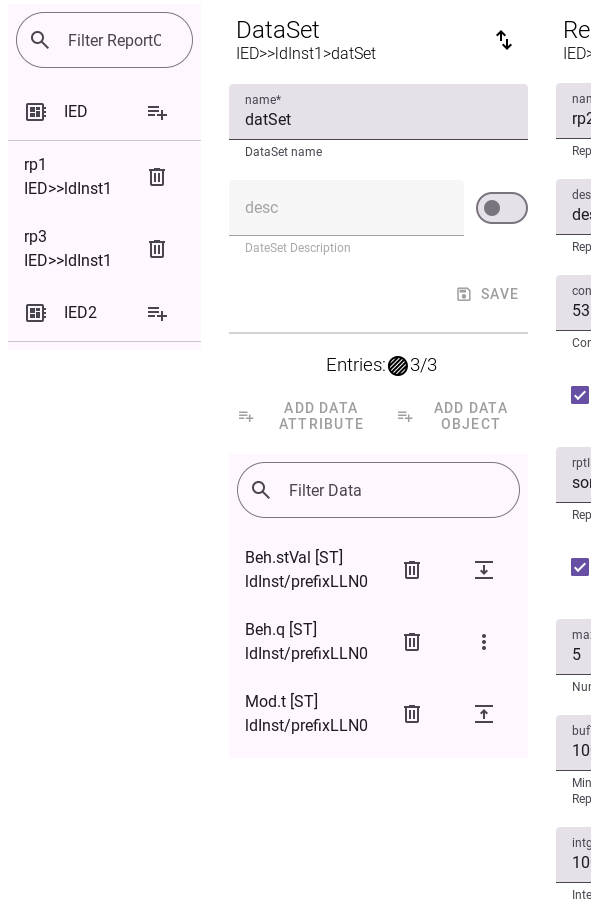 Filter ReportC
IED
rp1
IED>>ldInst1
rp3
IED>>ldInst1
IED2
DataSet
IED>>ldInst1>datSet
name*
datSet
DataSet name
desc
DateSet Description
SAVE
Entries: 3/3
ADD DATA
ATTRIBUTE
ADD DATA
OBJECT
Filter Data
Beh.stVal [ST]
ldInst/prefixLLN0
Beh.q [ST]
ldInst/prefixLLN0
Mod.t [ST]
ldInst/prefixLLN0
Re
IED>
nam
rp2
Rep
des
des
Rep
con
53
Con
rptI
sor
Rep
max
5
Nun
buf
10
Min
Rep
intg
10
Inte